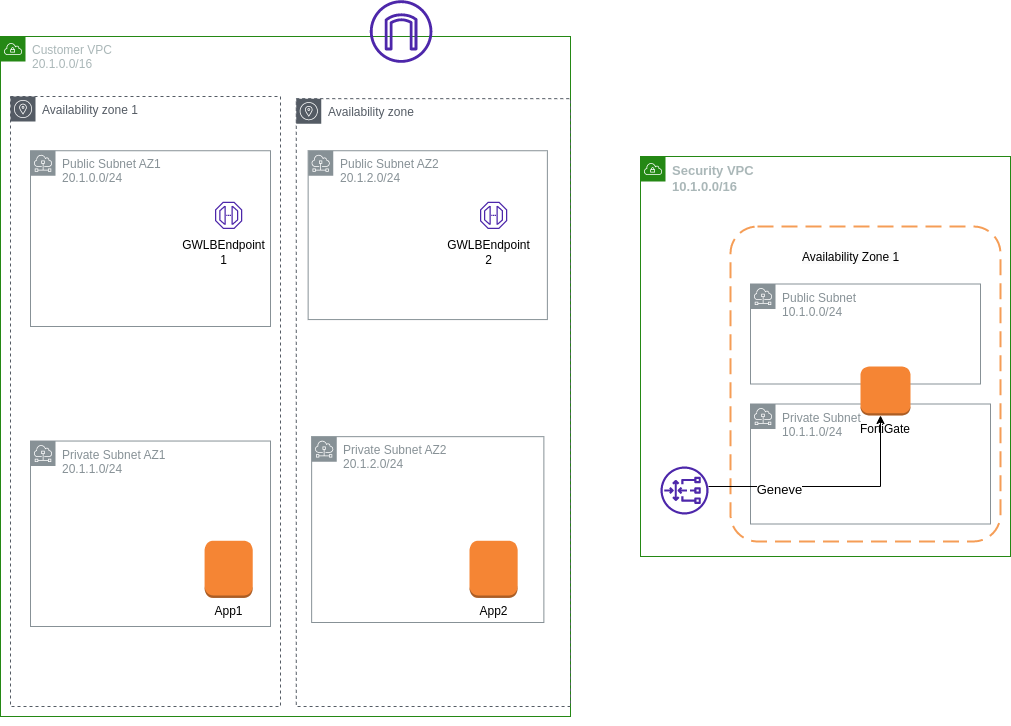 Customer VPC
20.1.0.0/16
Availability zone 1
Public Subnet AZ1
20.1.0.0/24
GWLBEndpoint
1
Private Subnet AZ1
20.1.1.0/24
App1
Availability zone
Public Subnet AZ2
20.1.2.0/24
GWLBEndpoint
2
Private Subnet AZ2
20.1.2.0/24
App2
Security VPC
10.1.0.0/16
Availability Zone 1
Public Subnet
10.1.0.0/24
Private Subnet
10.1.1.0/24
FortiGate
Geneve